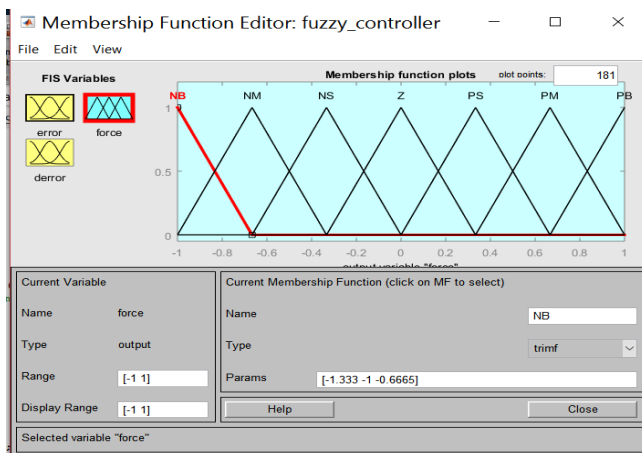 Membership Function Editor: fuzzy_controller
File Edit View
FIS Variables
Membership function plots
plot points:
181
NB NM NS Z PS PM PB
error force
derror
1
0.5
0
-1 -0.8 -0.6 -0.4 -0.2 0 0.2 0.4 0.6 0.8 1
output variable "force"
Current Variable
Name force
Type output
Range [-1 1]
Display Range [-1 1]
Current Membership Function (click on MF to select)
Name NB
Type trimf
Params [-1.333 -1 -0.6665]
Help Close
Selected variable "force"